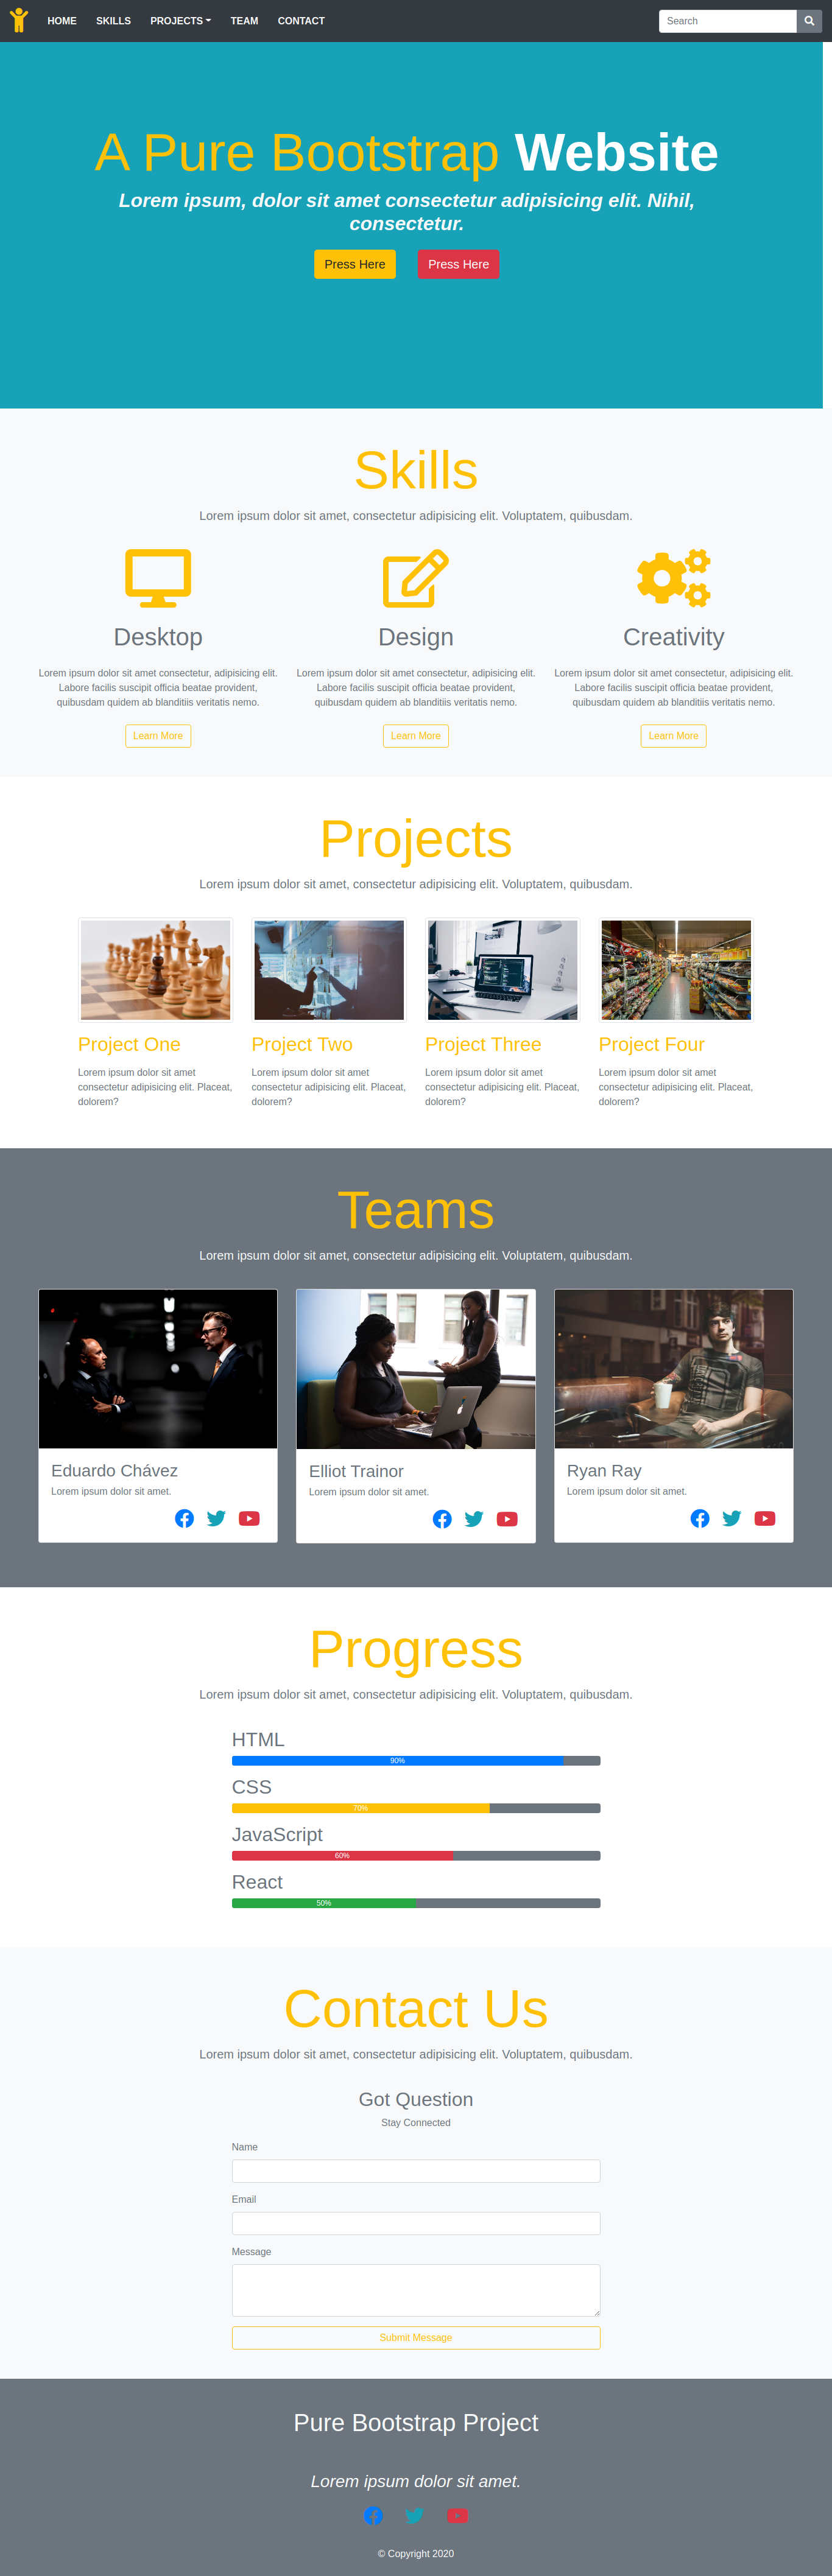 HOME SKILLS PROJECTS TEAM CONTACT Search
A Pure Bootstrap Website
Lorem ipsum, dolor sit amet consectetur adipisicing elit. Nihil,
consectetur.
Press Here Press Here
Skills
Lorem ipsum dolor sit amet, consectetur adipisicing elit. Voluptatem, quibusdam.
Desktop
Lorem ipsum dolor sit amet consectetur, adipisicing elit.
Labore facilis suscipit officia beatae provident,
quibusdam quidem ab blanditiis veritatis nemo.
Learn More
Design
Lorem ipsum dolor sit amet consectetur, adipisicing elit.
Labore facilis suscipit officia beatae provident,
quibusdam quidem ab blanditiis veritatis nemo.
Learn More
Creativity
Lorem ipsum dolor sit amet consectetur, adipisicing elit.
Labore facilis suscipit officia beatae provident,
quibusdam quidem ab blanditiis veritatis nemo.
Learn More
Projects
Lorem ipsum dolor sit amet, consectetur adipisicing elit. Voluptatem, quibusdam.
Project One
Lorem ipsum dolor sit amet
consectetur adipisicing elit. Placeat,
dolorem?
Project Two
Lorem ipsum dolor sit amet
consectetur adipisicing elit. Placeat,
dolorem?
Project Three
Lorem ipsum dolor sit amet
consectetur adipisicing elit. Placeat,
dolorem?
Project Four
Lorem ipsum dolor sit amet
consectetur adipisicing elit. Placeat,
dolorem?
Teams
Lorem ipsum dolor sit amet, consectetur adipisicing elit. Voluptatem, quibusdam.
Eduardo Chávez
Lorem ipsum dolor sit amet.
Elliot Trainor
Lorem ipsum dolor sit amet.
Ryan Ray
Lorem ipsum dolor sit amet.
Progress
Lorem ipsum dolor sit amet, consectetur adipisicing elit. Voluptatem, quibusdam.
HTML
90%
CSS
70%
JavaScript
60%
React
50%
Contact Us
Lorem ipsum dolor sit amet, consectetur adipisicing elit. Voluptatem, quibusdam.
Got Question
Stay Connected
Name
Email
Message
Submit Message
Pure Bootstrap Project
Lorem ipsum dolor sit amet.
© Copyright 2020